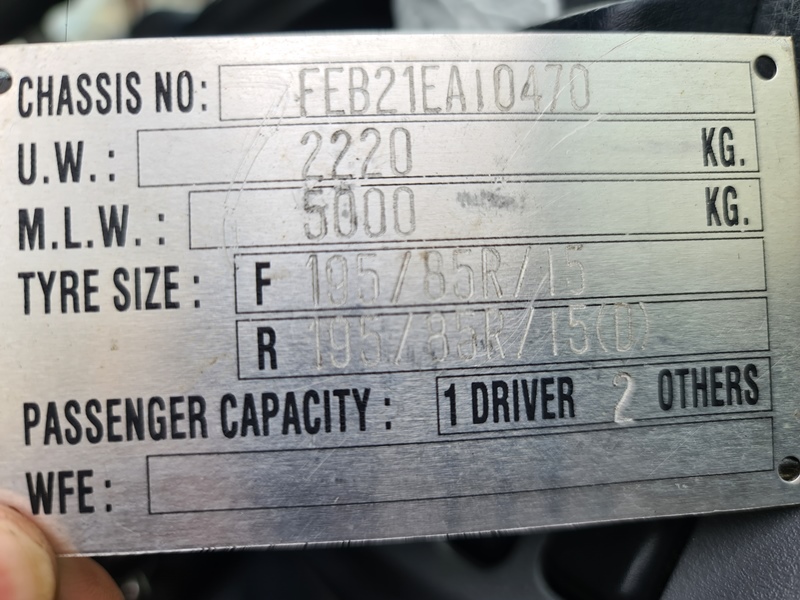 CHASSIS NO: FEB21EA10470
U.W.: 2220 KG.
M.L.W.: 5000 KG.
TYRE SIZE: F 195/85R/15
R 195/85R/15(D)
PASSENGER CAPACITY: 1 DRIVER 2 OTHERS
WFE: